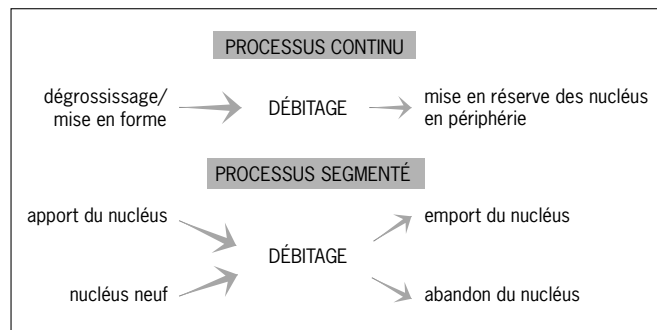 PROCESSUS CONTINU
dégrossissage/
mise en forme
DÉBITAGE
mise en réserve des nucléus
en périphérie
PROCESSUS SEGMENTÉ
apport du nucléus
emport du nucléus
DÉBITAGE
nucléus neuf
abandon du nucléus